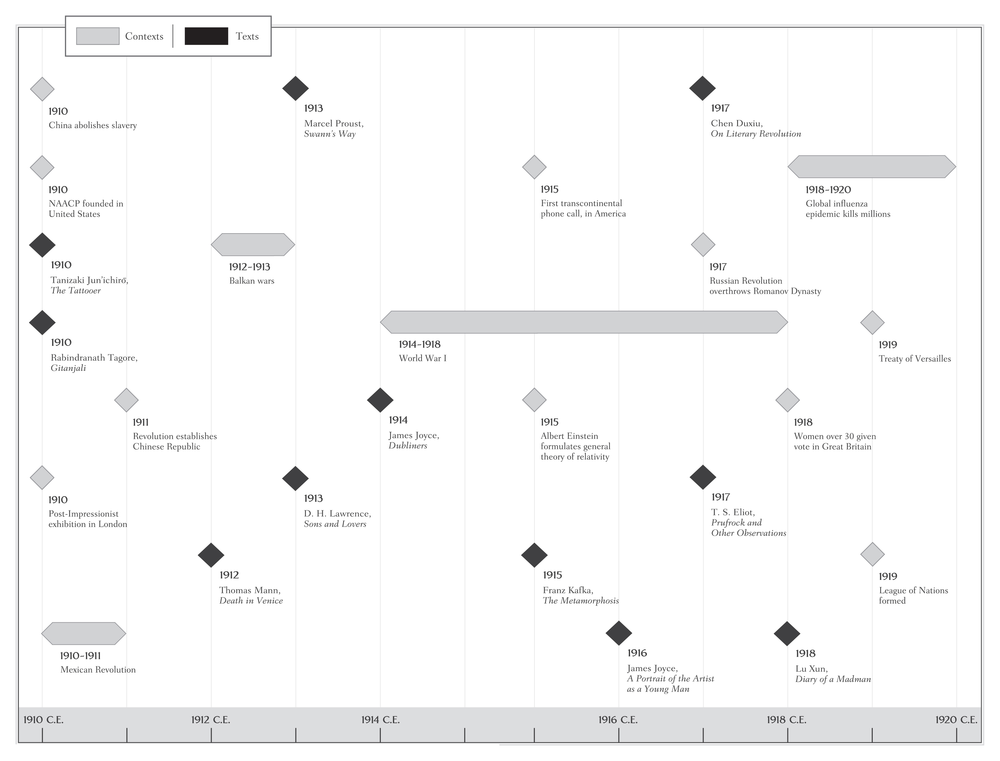 Contexts
Texts
1910
China abolishes slavery
1913
Marcel Proust,
Swann's Way
1917
Chen Duxiu,
On Literary Revolution
1910
NAACP founded in
United States
1915
First transcontinental
phone call, in America
1918-1920
Global influenza
epidemic kills millions
1910
Tanizaki Jun'ichirō,
The Tattooer
1912-1913
Balkan wars
1917
Russian Revolution
overthrows Romanov Dynasty
1910
Rabindranath Tagore,
Gitanjali
1914-1918
World War I
1919
Treaty of Versailles
1911
Revolution establishes
Chinese Republic
1914
James Joyce,
Dubliners
1915
Albert Einstein
formulates general
theory of relativity
1918
Women over 30 given
vote in Great Britain
1910
Post-Impressionist
exhibition in London
1913
D. H. Lawrence,
Sons and Lovers
1917
T. S. Eliot,
Prufrock and
Other Observations
1912
Thomas Mann,
Death in Venice
1915
Franz Kafka,
The Metamorphosis
1919
League of Nations
formed
1910-1911
Mexican Revolution
1916
James Joyce,
A Portrait of the Artist
as a Young Man
1918
Lu Xun,
Diary of a Madman
1910 C.E.
1912 C.E.
1914 C.E.
1916 C.E.
1918 C.E.
1920 C.E.